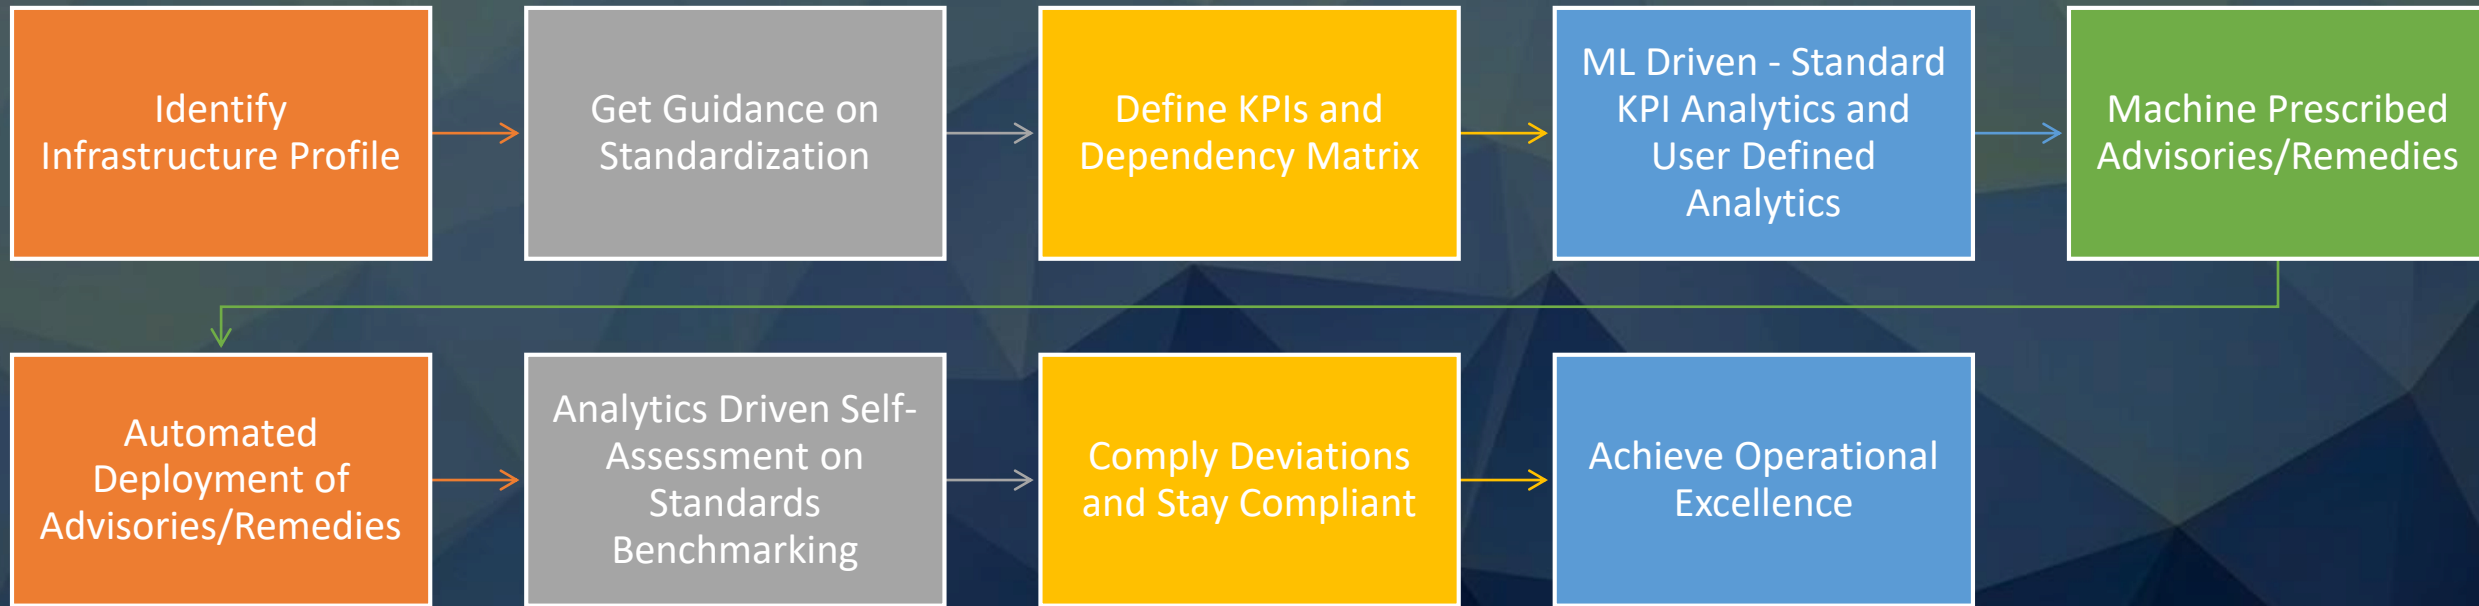 Identify
Infrastructure Profile
Get Guidance on
Standardization
Define KPIs and
Dependency Matrix
ML Driven - Standard
KPI Analytics and
User Defined
Analytics
Machine Prescribed
Advisories/Remedies
Automated
Deployment of
Advisories/Remedies
Analytics Driven Self-
Assessment on
Standards
Benchmarking
Comply Deviations
and Stay Compliant
Achieve Operational
Excellence